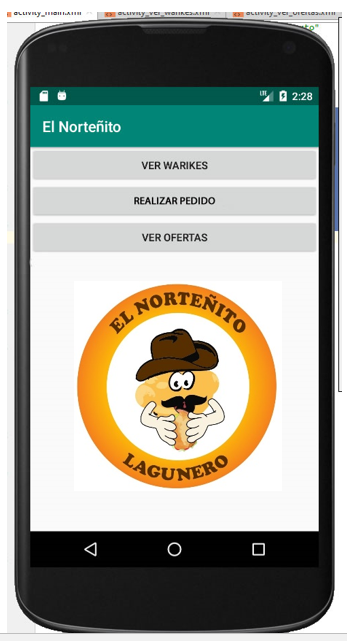 activity_main.xml
activity_ver_warikes.xml
activity_ver_ofertas.xml
LTE
2:28
El Norteñito
VER WARIKES
REALIZAR PEDIDO
VER OFERTAS
EL NORTEÑITO
LAGUNERO